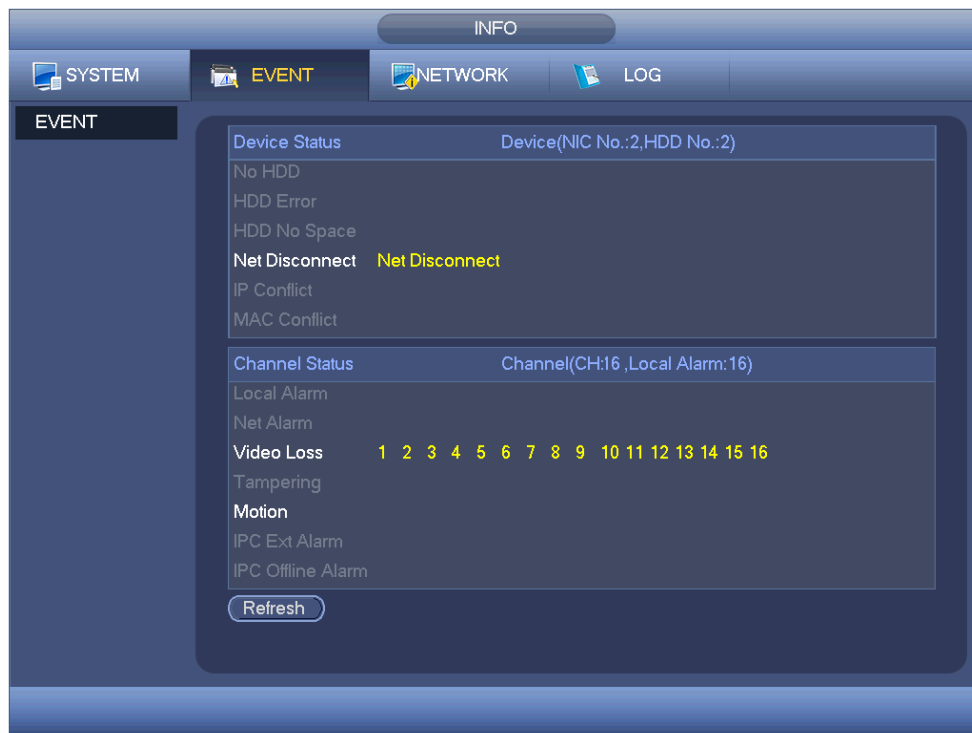 INFO
SYSTEM EVENT NETWORK LOG
EVENT
Device Status Device(NIC No.:2,HDD No.:2)
No HDD
HDD Error
HDD No Space
Net Disconnect Net Disconnect
IP Conflict
MAC Conflict
Channel Status Channel(CH:16 ,Local Alarm:16)
Local Alarm
Net Alarm
Video Loss 1 2 3 4 5 6 7 8 9 10 11 12 13 14 15 16
Tampering
Motion
IPC Ext Alarm
IPC Offline Alarm
Refresh